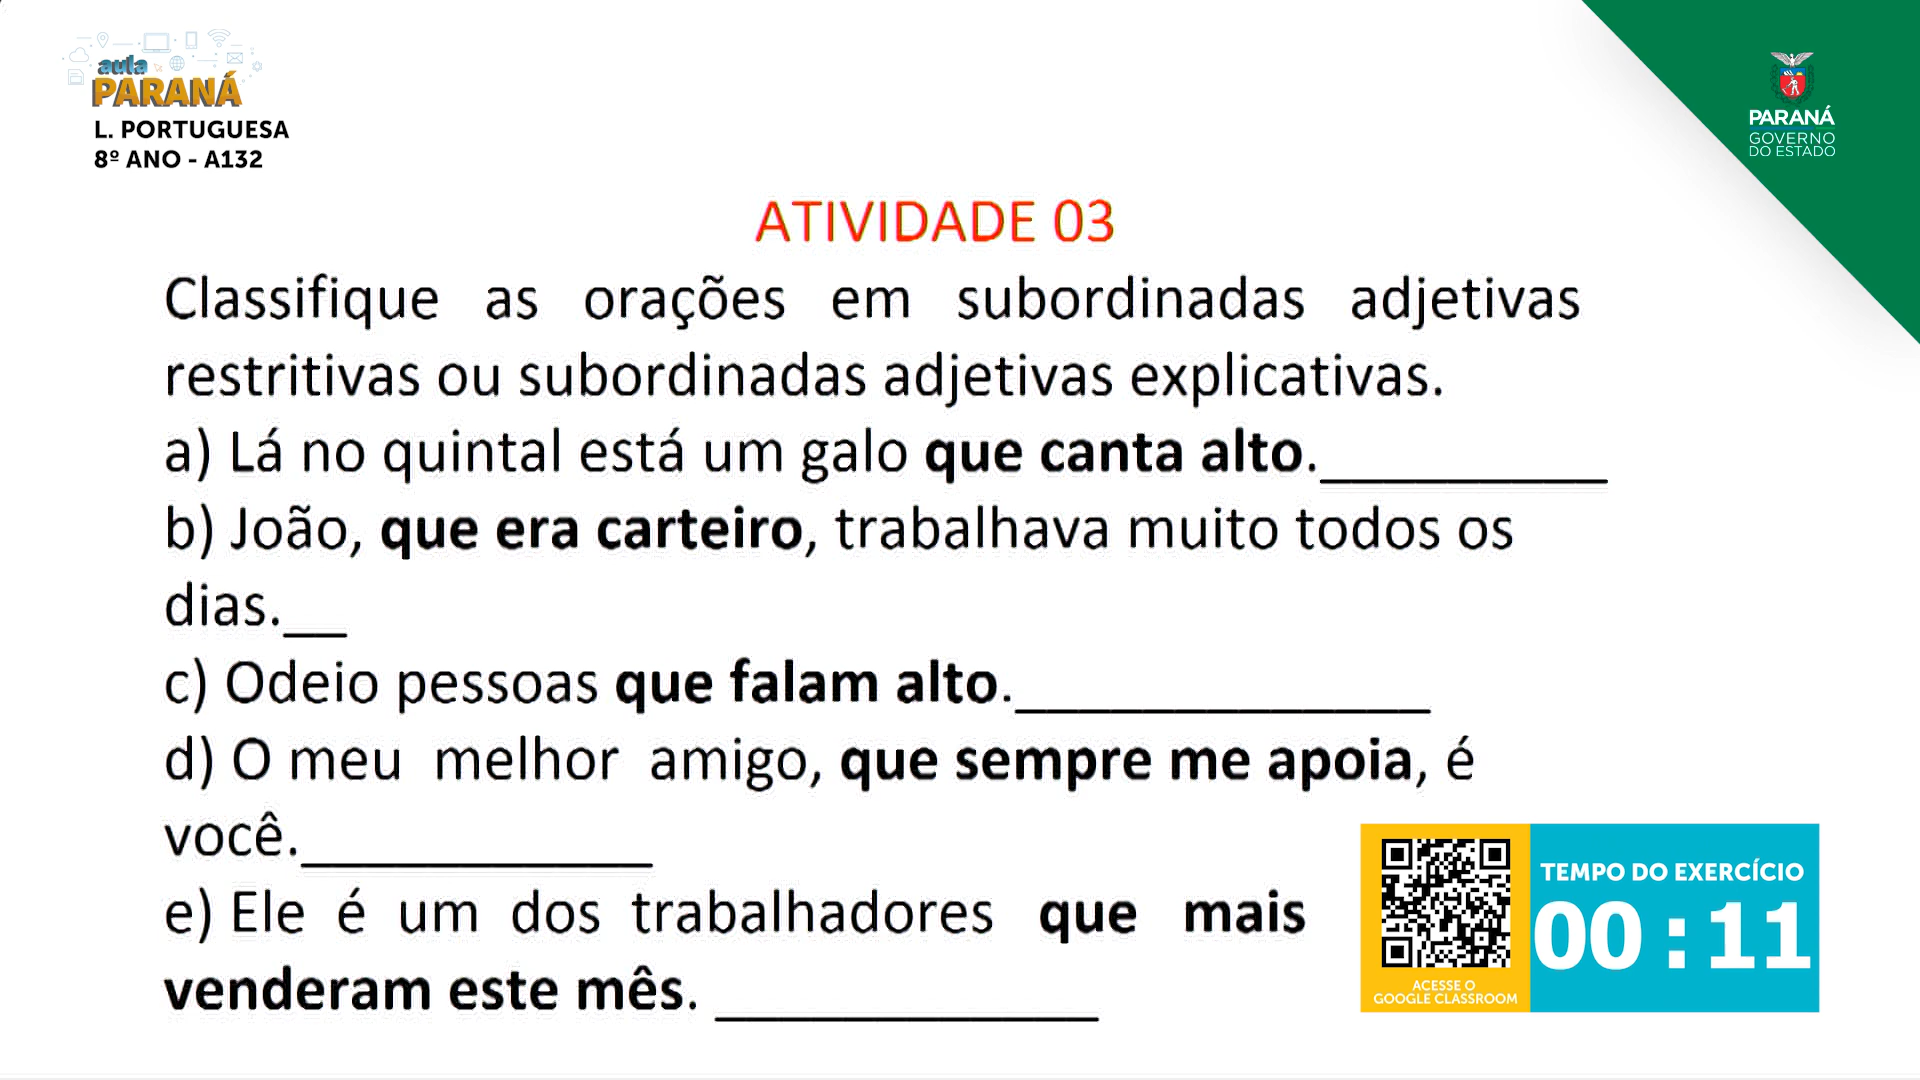 aula
PARANÁ
L. PORTUGUESA
8º ANO - A132
PARANÁ
GOVERNO
DO ESTADO
ATIVIDADE 03
Classifique as orações em subordinadas adjetivas
restritivas ou subordinadas adjetivas explicativas.
a) Lá no quintal está um galo que canta alto._________
b) João, que era carteiro, trabalhava muito todos os
dias.__
c) Odeio pessoas que falam alto._____________
d) O meu melhor amigo, que sempre me apoia, é
você.___________
e) Ele é um dos trabalhadores que mais
venderam este mês. ____________
TEMPO DO EXERCÍCIO
00:11
ACESSE O
GOOGLE CLASSROOM